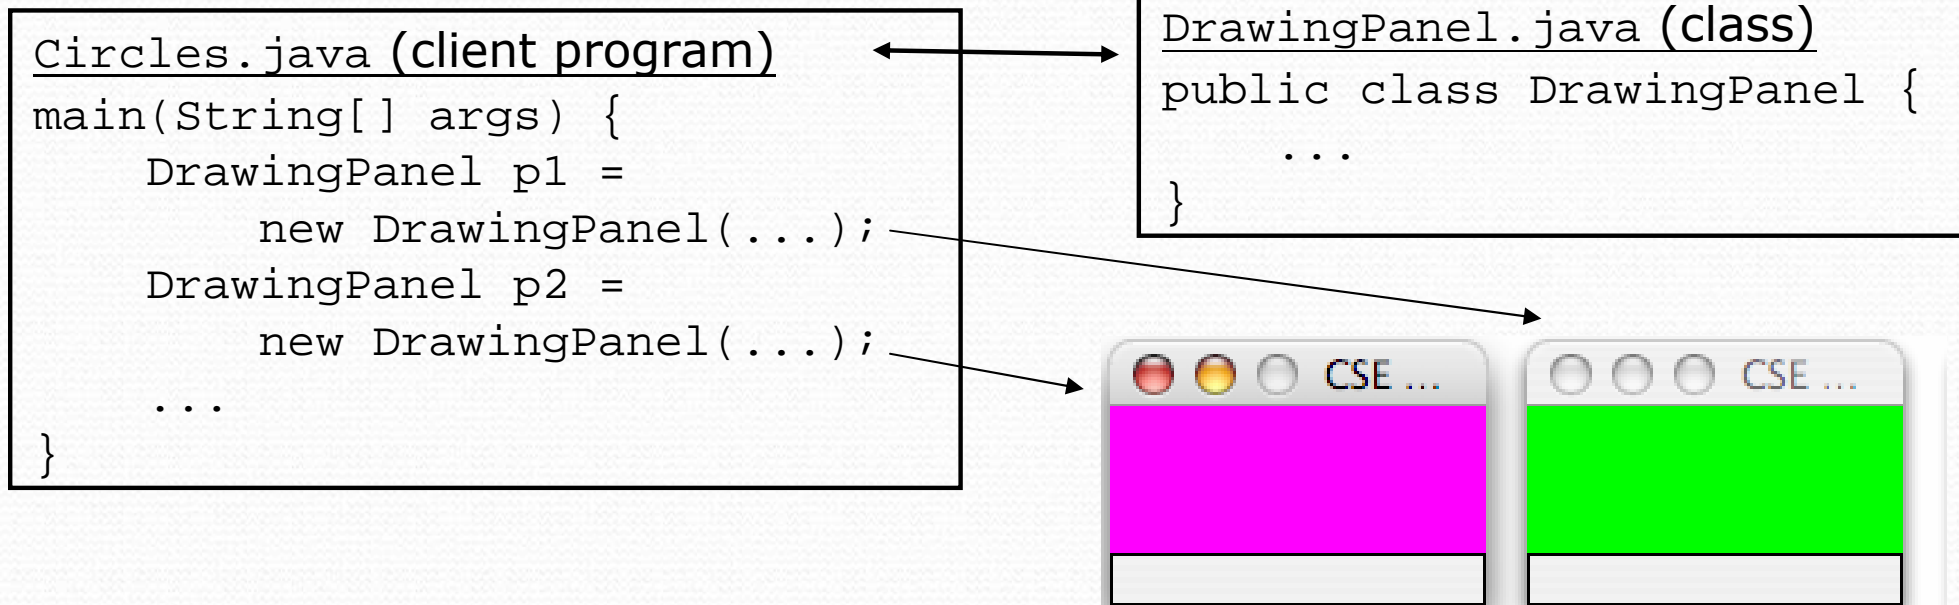 Circles.java (client program)
main(String[] args) {
    DrawingPanel p1 =
        new DrawingPanel(...);
    DrawingPanel p2 =
        new DrawingPanel(...);
    ...
}
DrawingPanel.java (class)
public class DrawingPanel {
    ...
}
CSE ...
CSE ...